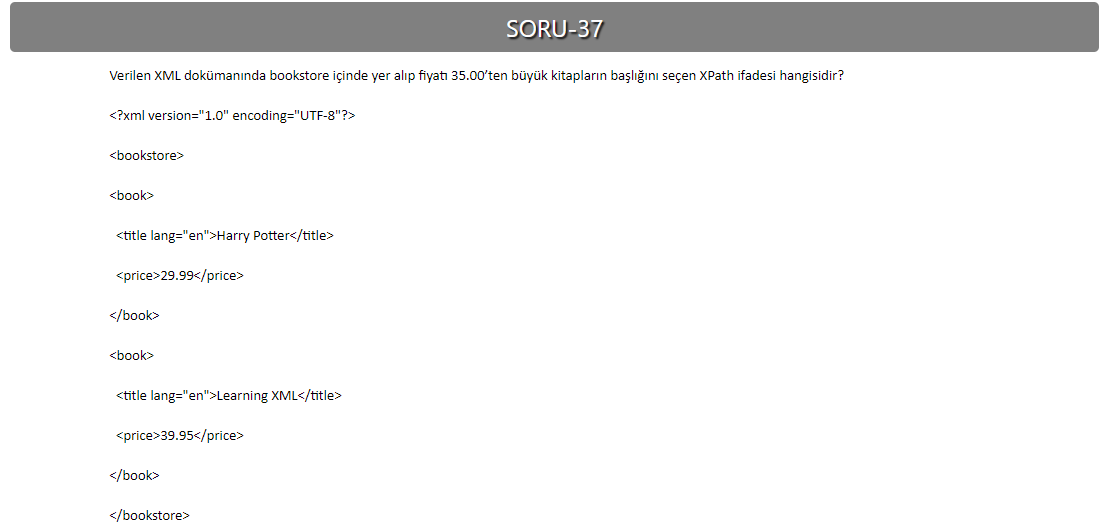 SORU-37
Verilen XML dokümanında bookstore içinde yer alıp fiyatı 35.00’ten büyük kitapların başlığını seçen XPath ifadesi hangisidir?
<?xml version="1.0" encoding="UTF-8"?>
<bookstore>
<book>
<title lang="en">Harry Potter</title>
<price>29.99</price>
</book>
<book>
<title lang="en">Learning XML</title>
<price>39.95</price>
</book>
</bookstore>